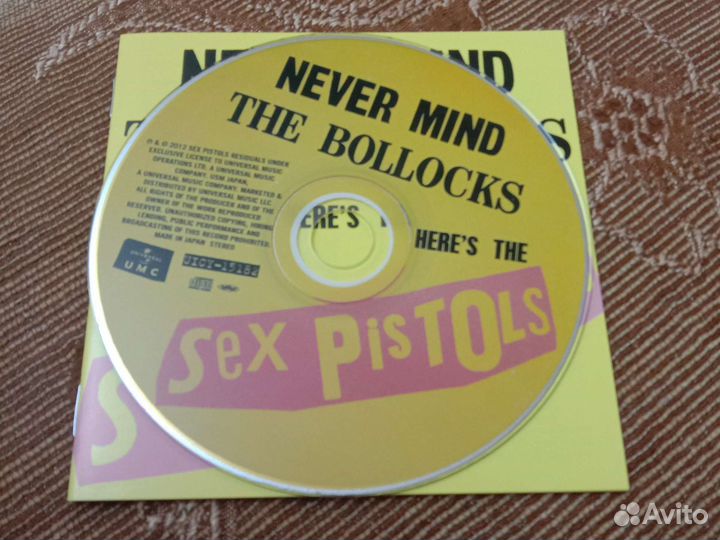 NEVER MIND
THE BOLLOCKS
HERE'S THE
SEX PISTOLS
℗ & © 2012 SEX PISTOLS RESIDUALS UNDER
EXCLUSIVE LICENSE TO UNIVERSAL MUSIC
OPERATIONS LTD. A UNIVERSAL MUSIC
COMPANY. USM JAPAN,
A UNIVERSAL MUSIC COMPANY. MARKETED &
DISTRIBUTED BY UNIVERSAL MUSIC LLC
ALL RIGHTS OF THE PRODUCER AND OF THE
OWNER OF THE WORK REPRODUCED
RESERVED. UNAUTHORIZED COPYING, HIRING
LENDING, PUBLIC PERFORMANCE AND
BROADCASTING OF THIS RECORD PROHIBITED.
MADE IN JAPAN STEREO
UNIVERSAL
UMC
UICY-15182
ERE'S
Avito